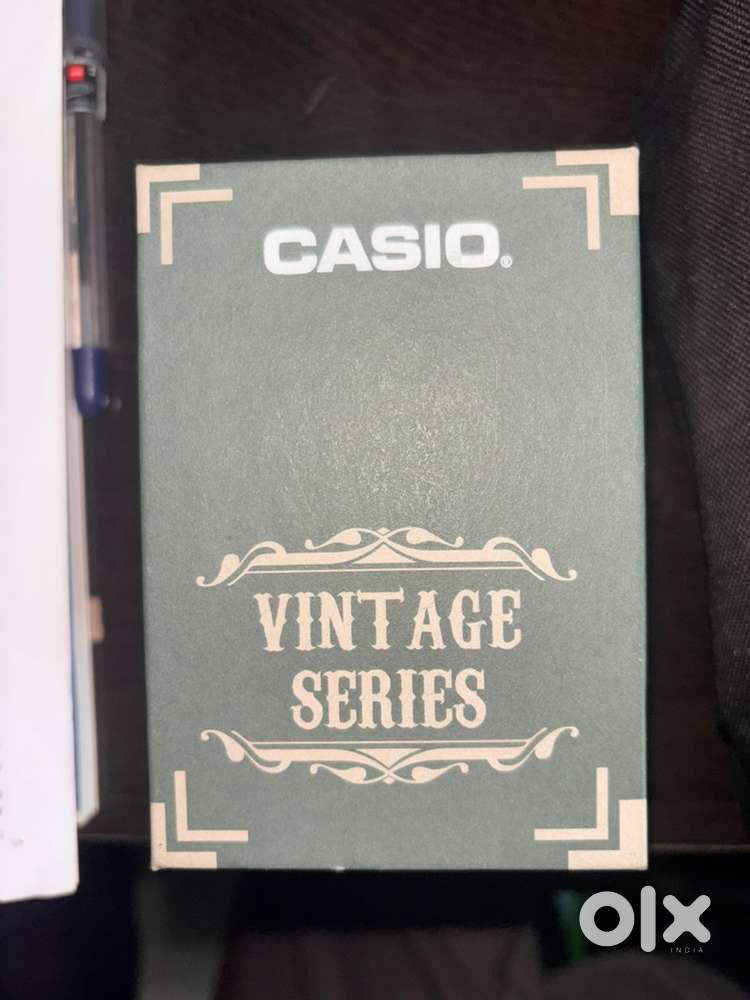 CASIO®
VINTAGE
SERIES
olx
INDIA